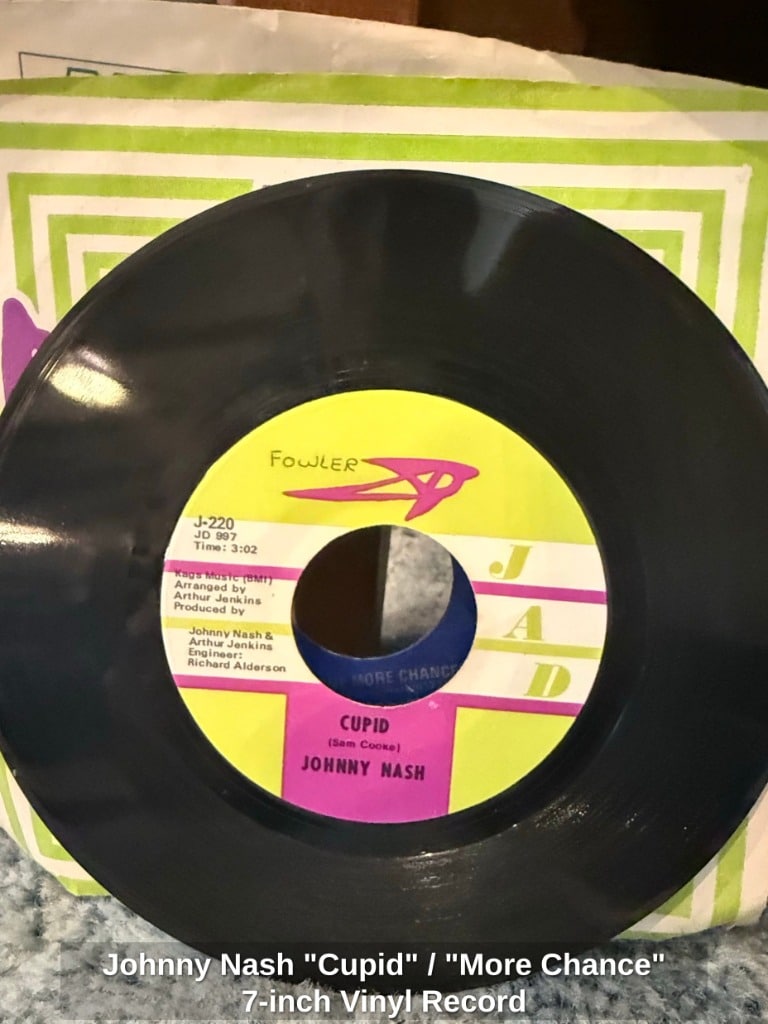 FOWLER
J-220
JD 997
Time: 3:02
Kags Music (BMI)
Arranged by
Arthur Jenkins
Produced by
Johnny Nash &
Arthur Jenkins
Engineer:
Richard Alderson
J
A
D
MORE CHANCE
CUPID
(Sam Cooke)
JOHNNY NASH
Johnny Nash "Cupid" / "More Chance"
7-inch Vinyl Record